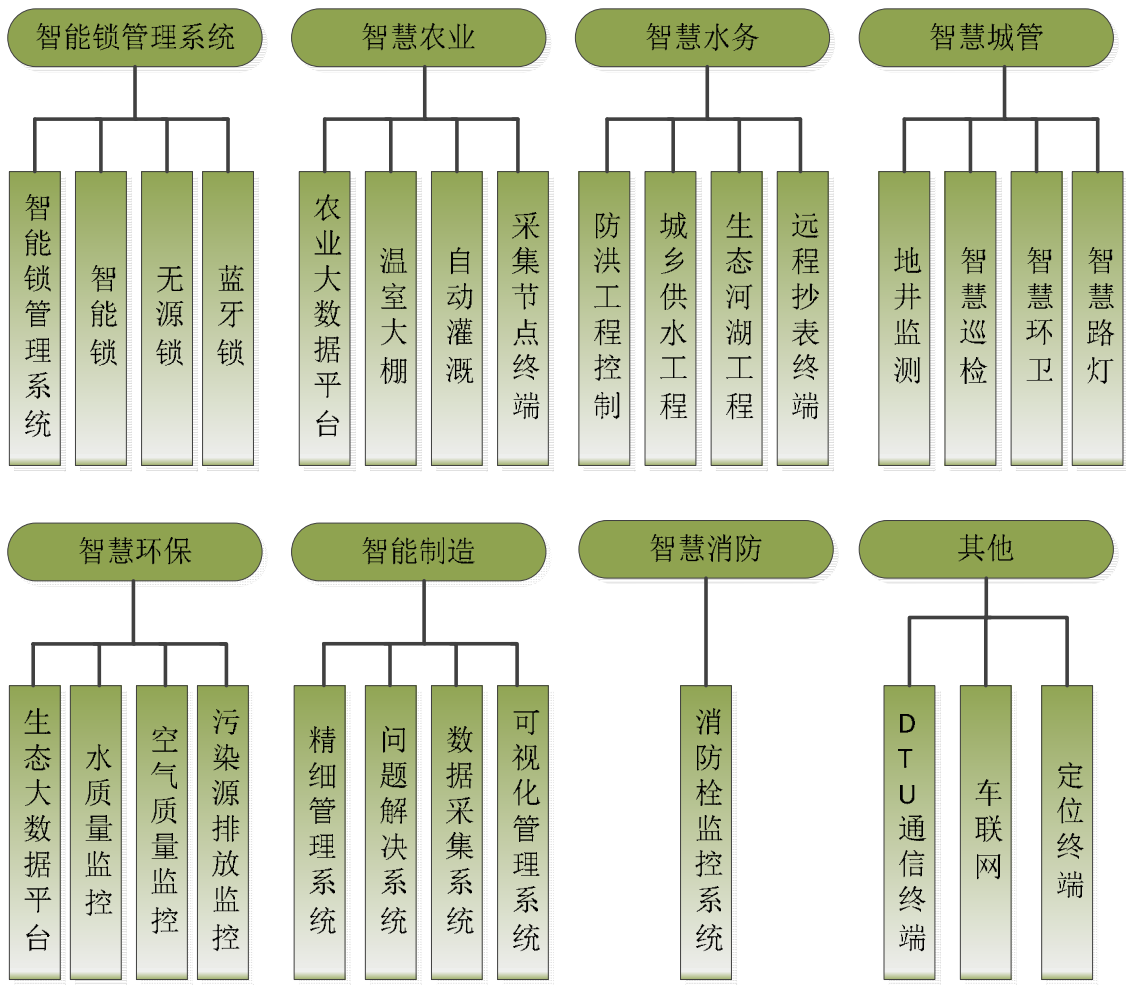 智能锁管理系统
智能锁管理系统
智能锁
无源锁
蓝牙锁
智慧农业
农业大数据平台
温室大棚
自动灌溉
采集节点终端
智慧水务
防洪工程控制
城乡供水工程
生态河湖工程
远程抄表终端
智慧城管
地井监测
智慧巡检
智慧环卫
智慧路灯
智慧环保
生态大数据平台
水质量监控
空气质量监控
污染源排放监控
智能制造
精细管理系统
问题解决系统
数据采集系统
可视化管理系统
智慧消防
消防栓监控系统
其他
DTU通信终端
车联网
定位终端